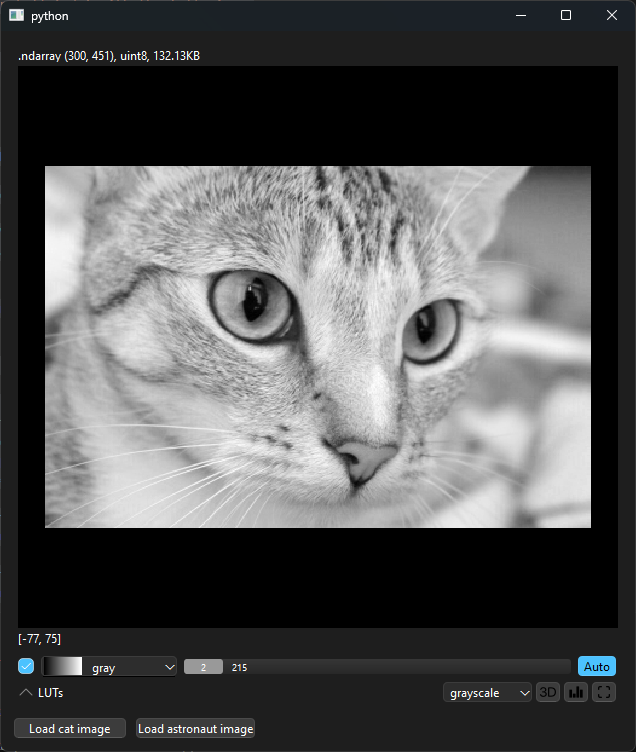 python
.ndarray (300, 451), uint8, 132.13KB
[-77, 75]
gray 2 215 Auto
LUTs grayscale 3D
Load cat image Load astronaut image